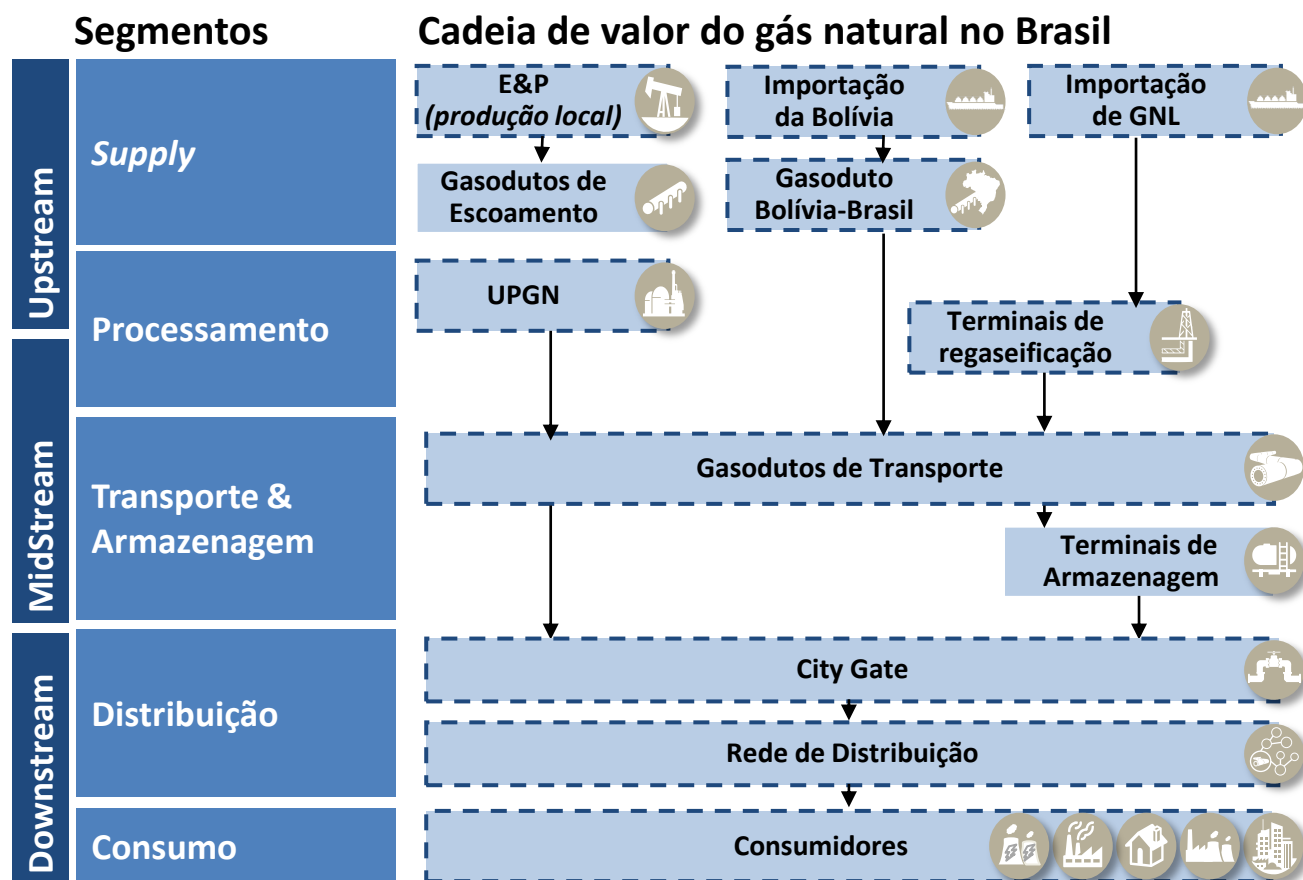 Segmentos
Cadeia de valor do gás natural no Brasil
Upstream
MidStream
Downstream
Supply
Processamento
Transporte &
Armazenagem
Distribuição
Consumo
E&P
(produção local)
Importação
da Bolívia
Importação
de GNL
Gasodutos de
Escoamento
Gasoduto
Bolívia-Brasil
UPGN
Terminais de
regaseificação
Gasodutos de Transporte
Terminais de
Armazenagem
City Gate
Rede de Distribuição
Consumidores